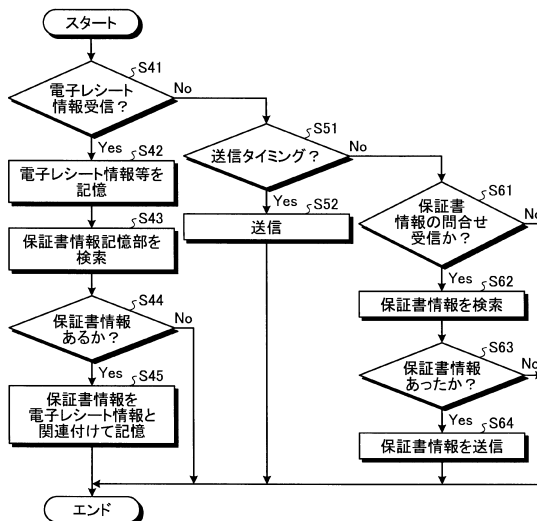 スタート
S41
電子レシート
情報受信？
No
Yes
S42
電子レシート情報等を
記憶
S43
保証書情報記憶部を
検索
S44
保証書情報
あるか？
No
Yes
S45
保証書情報を
電子レシート情報と
関連付けて記憶
エンド
S51
送信タイミング？
No
Yes
S52
送信
S61
保証書
情報の問合せ
受信か？
No
Yes
S62
保証書情報を検索
S63
保証書情報
あったか？
No
Yes
S64
保証書情報を送信